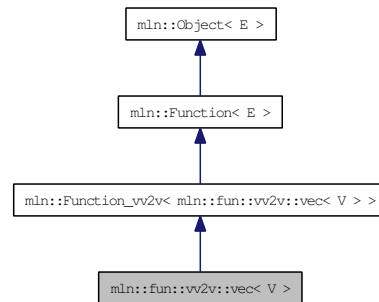 mln::Object< E >
mln::Function< E >
mln::Function_vv2v< mln::fun::vv2v::vec< V > >
mln::fun::vv2v::vec< V >